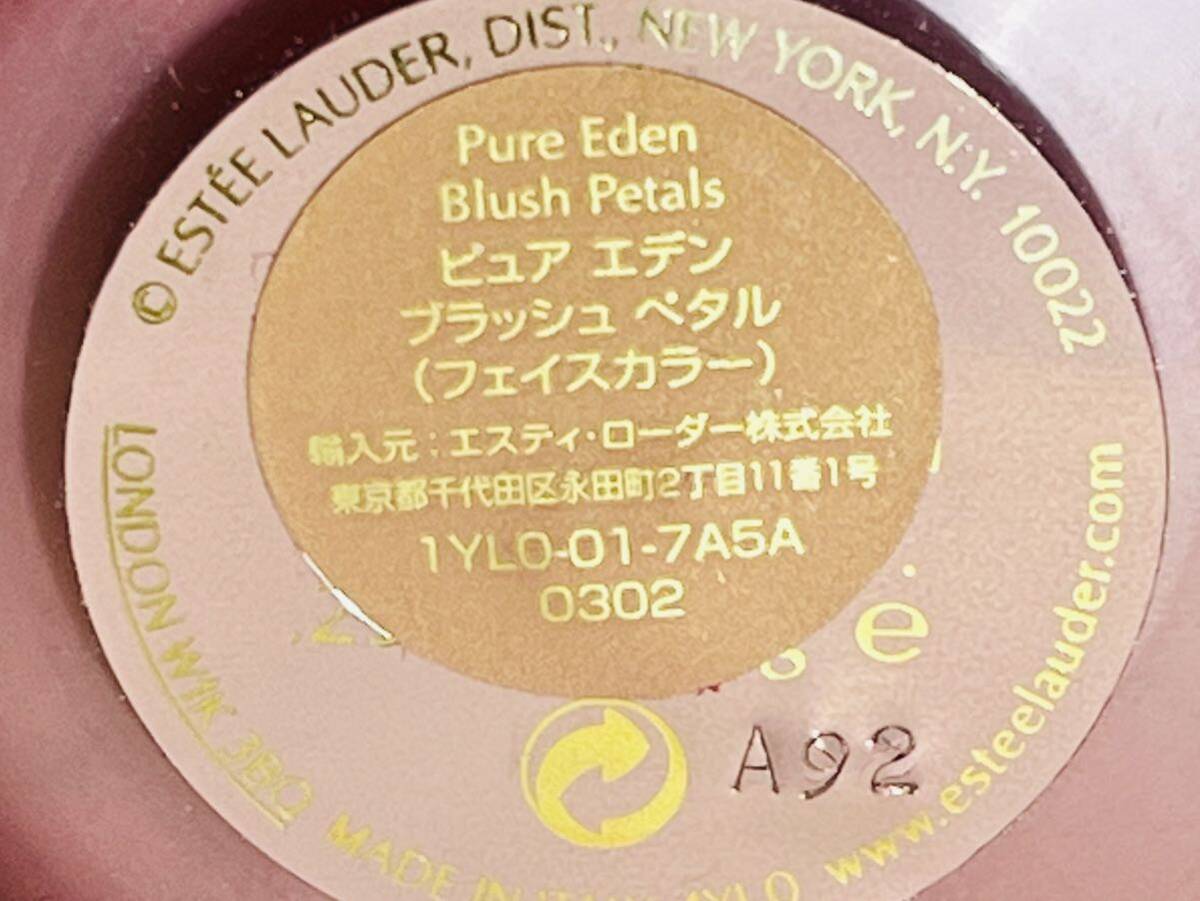 © ESTÉE LAUDER, DIST., NEW YORK, N.Y. 10022
Pure Eden
Blush Petals
ピュア エデン
ブラッシュ ペタル
(フェイスカラー)
輸入元:エスティ・ローダー株式会社
東京都千代田区永田町2丁目11番1号
1YL0-01-7A5A
0302
e
A92
LONDON W1K 3BQ MADE IN
www.esteelauder.com